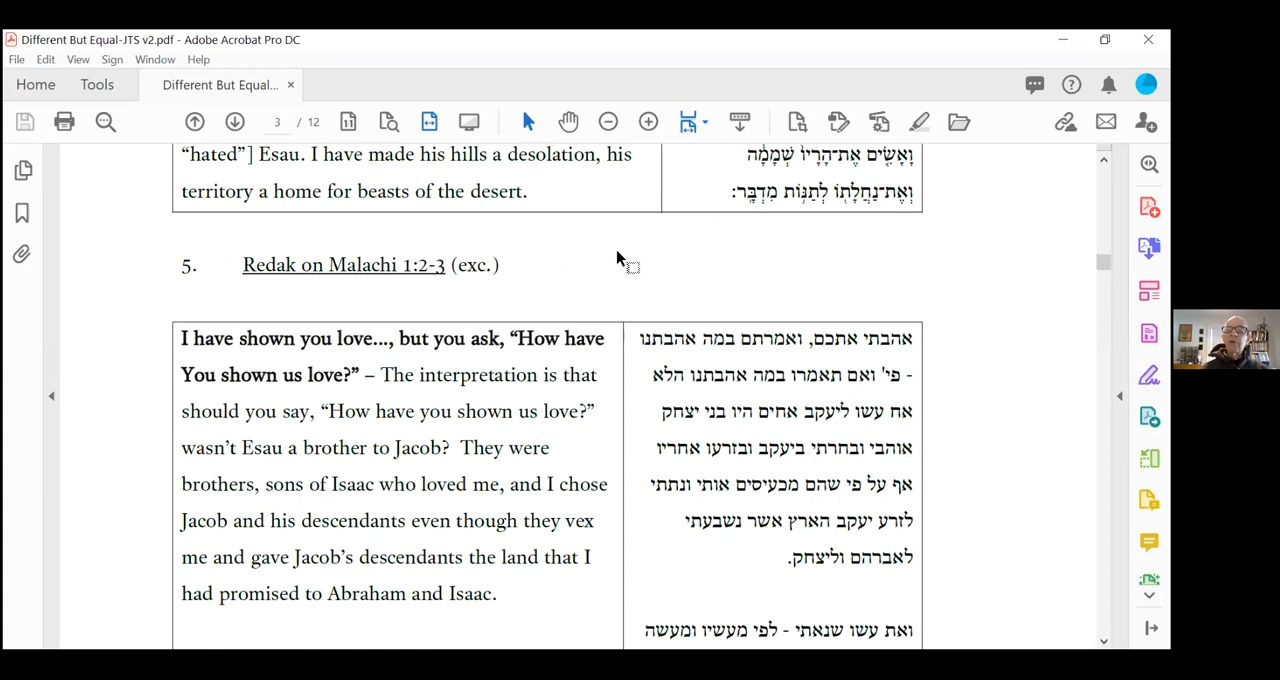 Different But Equal-JTS v2.pdf - Adobe Acrobat Pro DC
File Edit View Sign Window Help
Home Tools Different But Equal... ×
3 / 12
“hated”] Esau. I have made his hills a desolation, his
territory a home for beasts of the desert.
וָאָשִׂ֤ים אֶת־הָרָיו֙ שְׁמָמָ֔ה
וְאֶת־נַחֲלָת֖וֹ לְתַנּ֥וֹת מִדְבָּֽר׃
5. Redak on Malachi 1:2-3 (exc.)
I have shown you love..., but you ask, “How have
You shown us love?” – The interpretation is that
should you say, “How have you shown us love?”
wasn’t Esau a brother to Jacob? They were
brothers, sons of Isaac who loved me, and I chose
Jacob and his descendants even though they vex
me and gave Jacob’s descendants the land that I
had promised to Abraham and Isaac.
אהבתי אתכם, ואמרתם במה אהבתנו
- פי' ואם תאמרו במה אהבתנו הלא
אח עשו ליעקב אחים היו בני יצחק
אוהבי ובחרתי ביעקב ובזרעו אחריו
אף על פי שהם מכעיסים אותי ונתתי
לזרע יעקב הארץ אשר נשבעתי
לאברהם וליצחק.
ואת עשו שנאתי - לפי מעשיו ומעשה